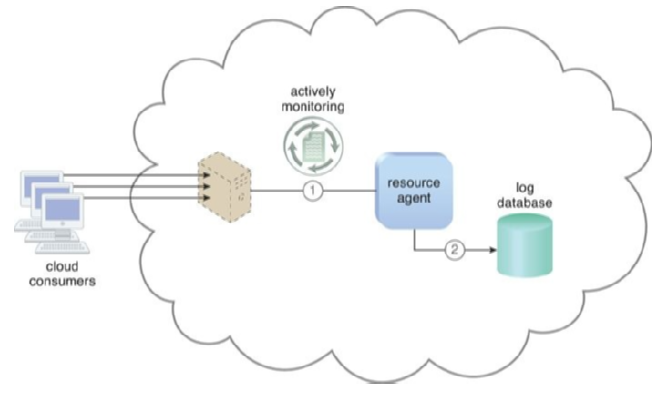 actively
monitoring
1
resource
agent
log
database
2
cloud
consumers